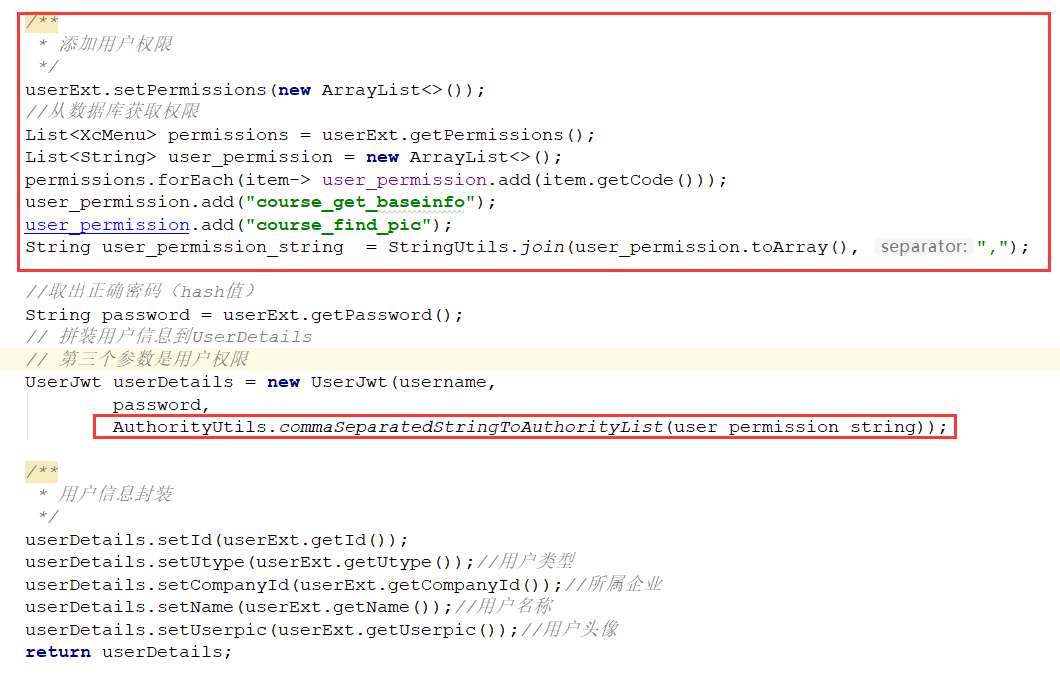 /**
 * 添加用户权限
 */
userExt.setPermissions(new ArrayList<>());
//从数据库获取权限
List<XcMenu> permissions = userExt.getPermissions();
List<String> user_permission = new ArrayList<>();
permissions.forEach(item-> user_permission.add(item.getCode()));
user_permission.add("course_get_baseinfo");
user_permission.add("course_find_pic");
String user_permission_string  = StringUtils.join(user_permission.toArray(), separator: ",");
//取出正确密码（hash值）
String password = userExt.getPassword();
// 拼装用户信息到UserDetails
// 第三个参数是用户权限
UserJwt userDetails = new UserJwt(username,
        password,
        AuthorityUtils.commaSeparatedStringToAuthorityList(user_permission_string));
/**
 * 用户信息封装
 */
userDetails.setId(userExt.getId());
userDetails.setUtype(userExt.getUtype());//用户类型
userDetails.setCompanyId(userExt.getCompanyId());//所属企业
userDetails.setName(userExt.getName());//用户名称
userDetails.setUserpic(userExt.getUserpic());//用户头像
return userDetails;